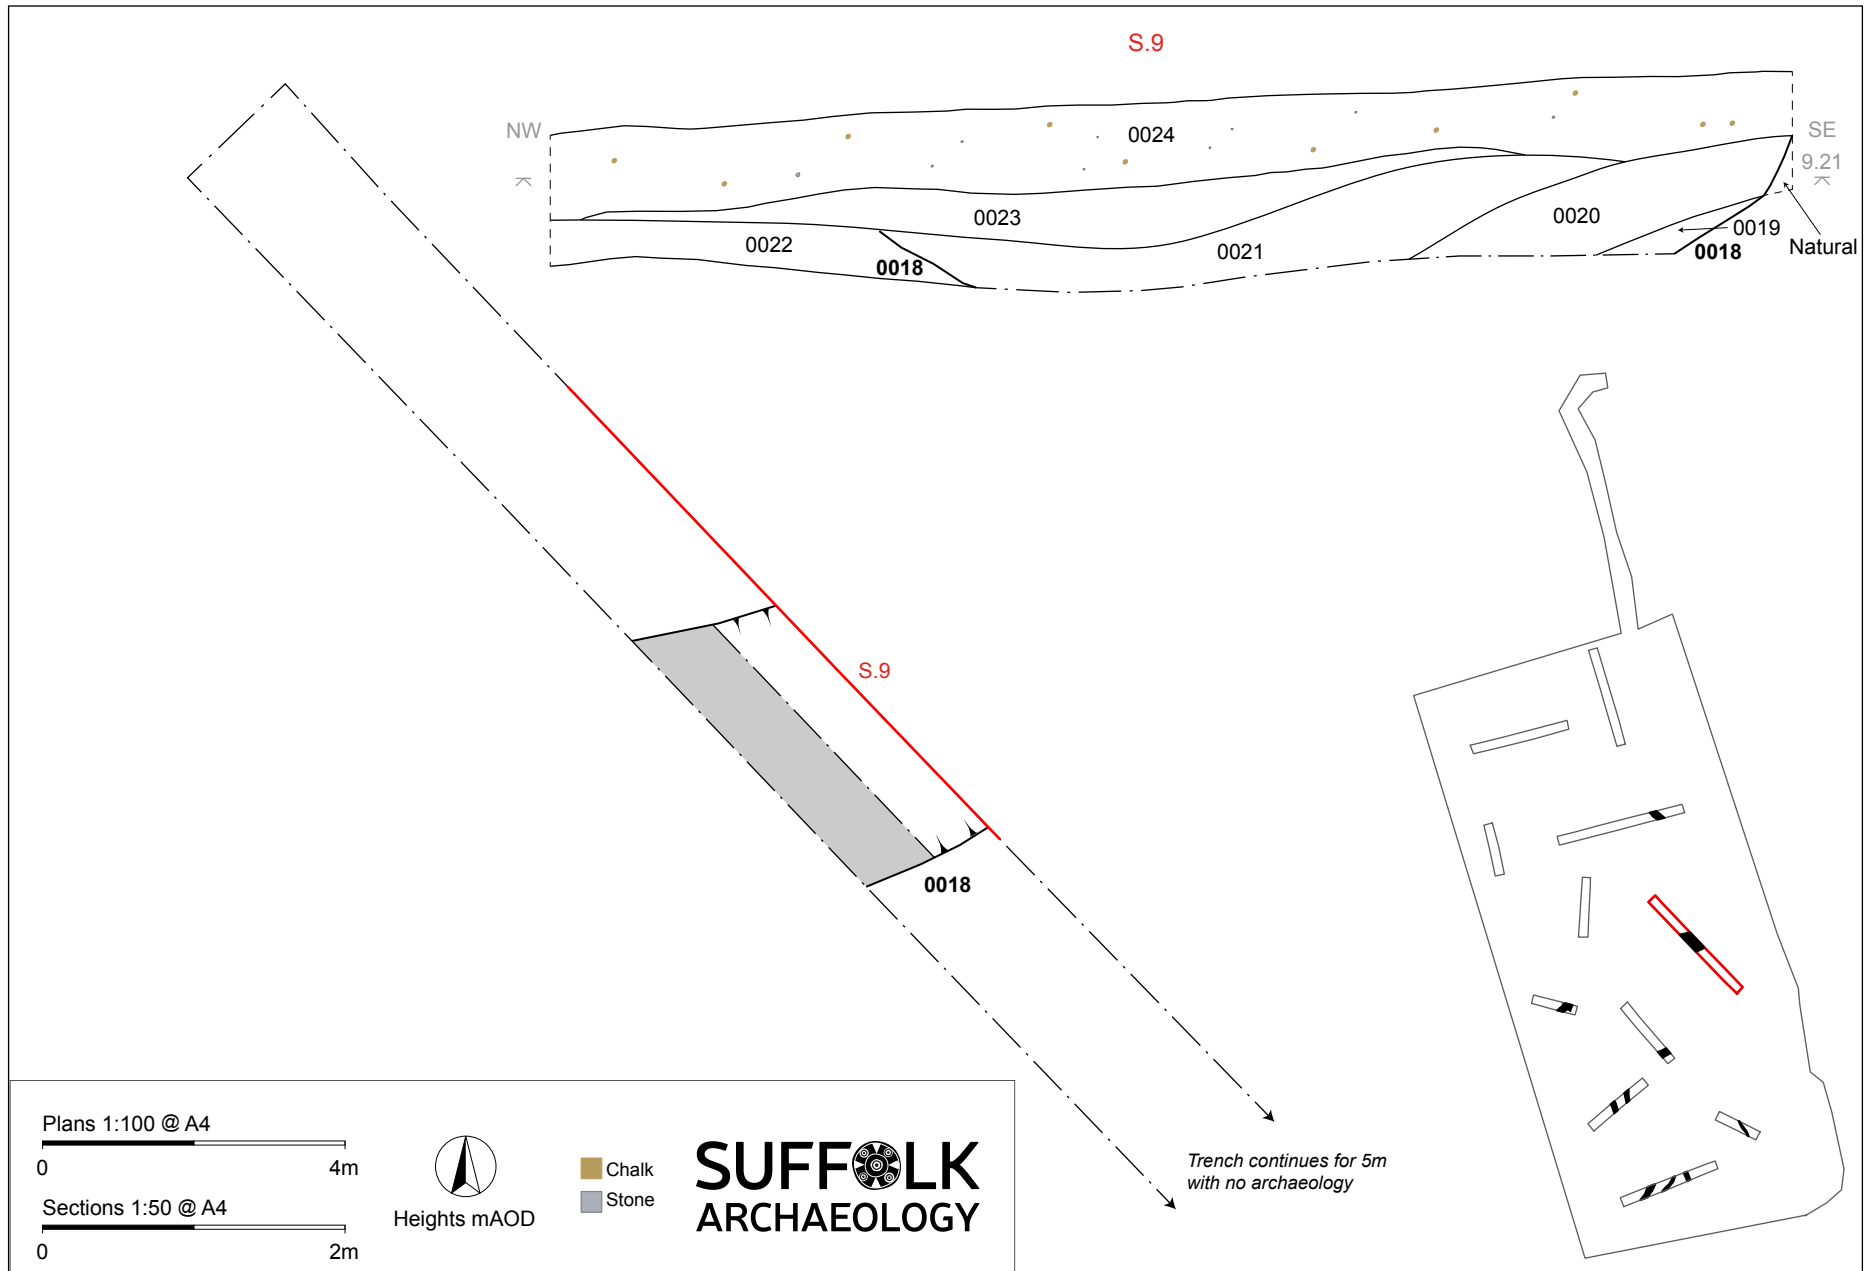 S.9
NW
SE
9.21
0024
0023
0022
0018
0021
0020
0019
0018
Natural
S.9
0018
Trench continues for 5m
with no archaeology
Plans 1:100 @ A4
0 4m
Sections 1:50 @ A4
0 2m
Heights mAOD
Chalk
Stone
SUFFOLK
ARCHAEOLOGY